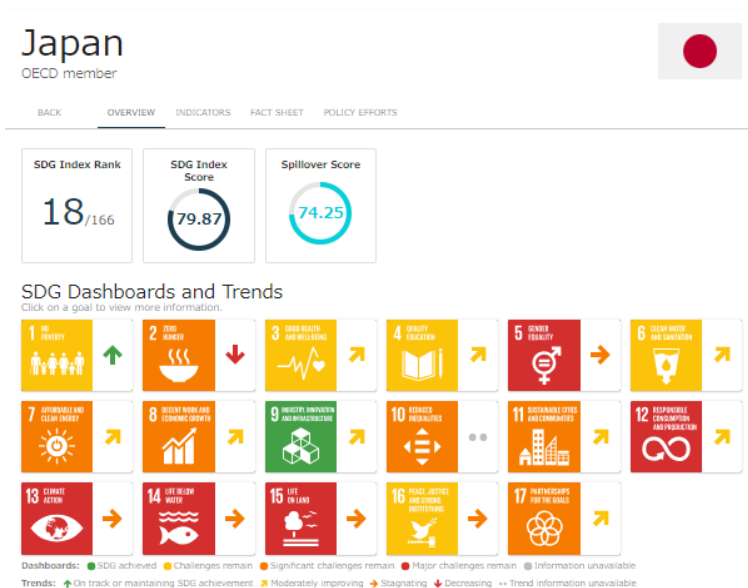 Japan
OECD member
BACK OVERVIEW INDICATORS FACT SHEET POLICY EFFORTS
SDG Index Rank
18/166
SDG Index
Score
79.87
Spillover Score
74.25
SDG Dashboards and Trends
Click on a goal to view more information.
1 NO
POVERTY
2 ZERO
HUNGER
3 GOOD HEALTH
AND WELL-BEING
4 QUALITY
EDUCATION
5 GENDER
EQUALITY
6 CLEAN WATER
AND SANITATION
7 AFFORDABLE AND
CLEAN ENERGY
8 DECENT WORK AND
ECONOMIC GROWTH
9 INDUSTRY, INNOVATION
AND INFRASTRUCTURE
10 REDUCED
INEQUALITIES
11 SUSTAINABLE CITIES
AND COMMUNITIES
12 RESPONSIBLE
CONSUMPTION
AND PRODUCTION
13 CLIMATE
ACTION
14 LIFE BELOW
WATER
15 LIFE
ON LAND
16 PEACE, JUSTICE
AND STRONG
INSTITUTIONS
17 PARTNERSHIPS
FOR THE GOALS
Dashboards: SDG achieved Challenges remain Significant challenges remain Major challenges remain Information unavailable
Trends: On track or maintaining SDG achievement Moderately improving Stagnating Decreasing Trend information unavailable